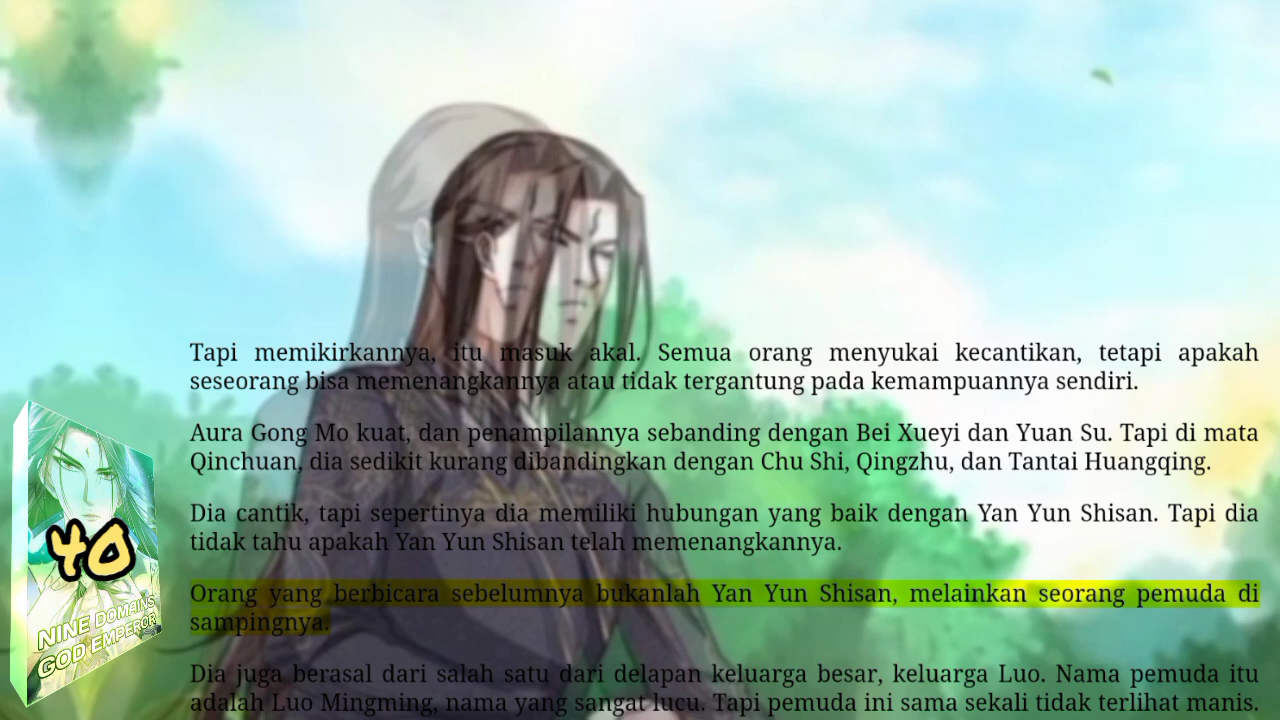 Tapi memikirkannya, itu masuk akal. Semua orang menyukai kecantikan, tetapi apakah
seseorang bisa memenangkannya atau tidak tergantung pada kemampuannya sendiri.
Aura Gong Mo kuat, dan penampilannya sebanding dengan Bei Xueyi dan Yuan Su. Tapi di mata
Qinchuan, dia sedikit kurang dibandingkan dengan Chu Shi, Qingzhu, dan Tantai Huangqing.
Dia cantik, tapi sepertinya dia memiliki hubungan yang baik dengan Yan Yun Shisan. Tapi dia
tidak tahu apakah Yan Yun Shisan telah memenangkannya.
Orang yang berbicara sebelumnya bukanlah Yan Yun Shisan, melainkan seorang pemuda di
sampingnya.
Dia juga berasal dari salah satu dari delapan keluarga besar, keluarga Luo. Nama pemuda itu
adalah Luo Mingming, nama yang sangat lucu. Tapi pemuda ini sama sekali tidak terlihat manis.
40
NINE DOMAINS
GOD EMPEROR